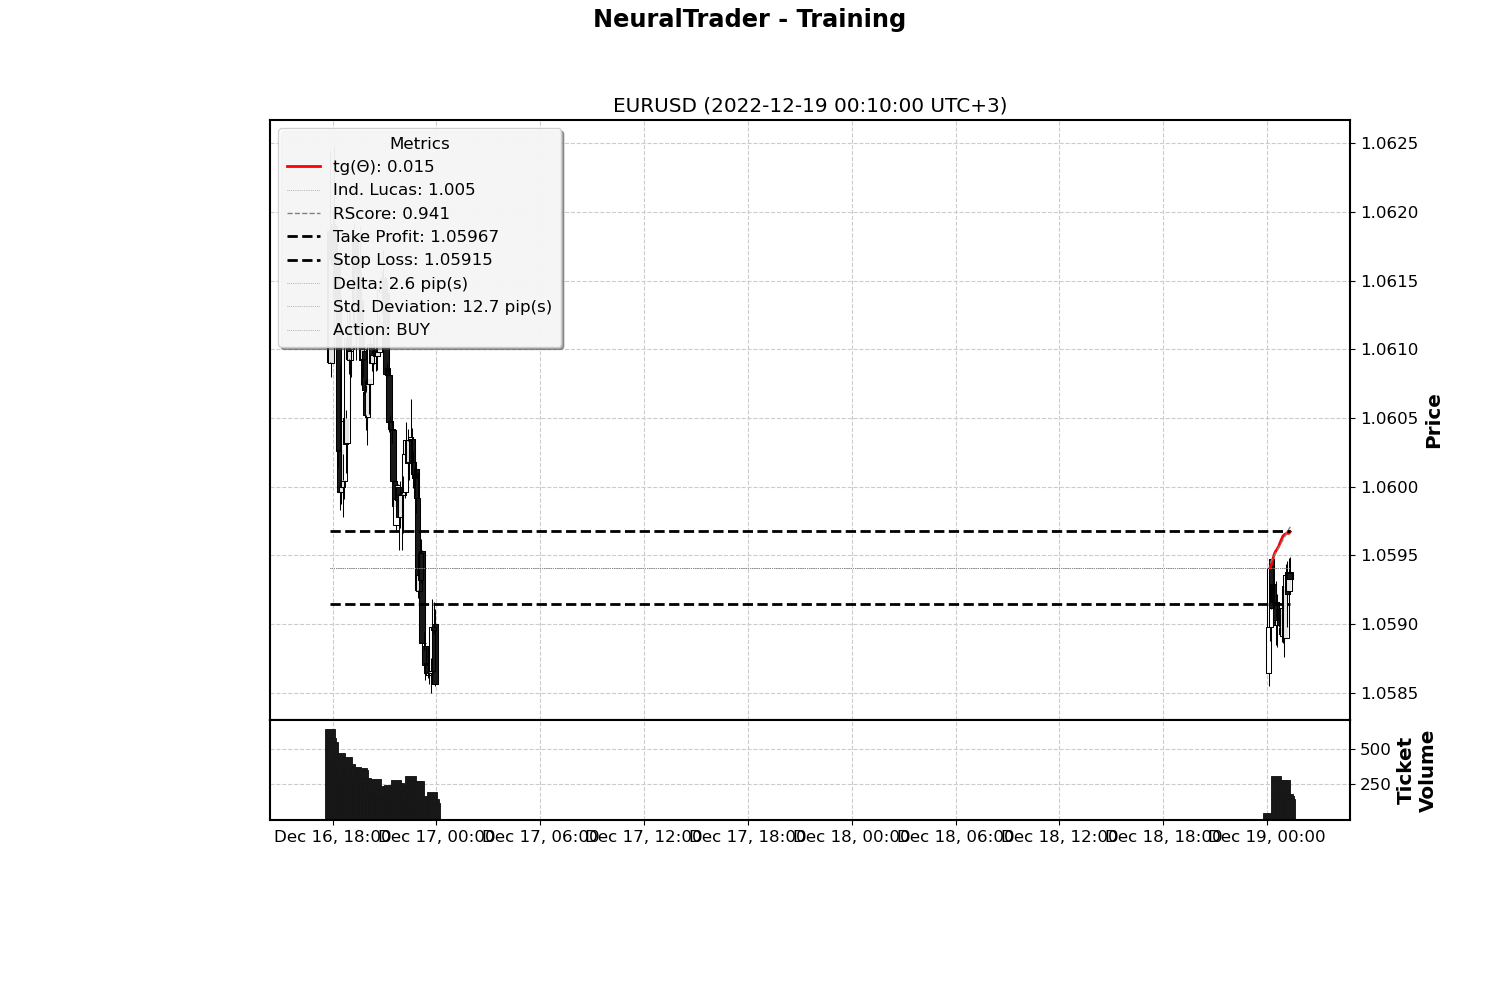 NeuralTrader - Training
EURUSD (2022-12-19 00:10:00 UTC+3)
Metrics
tg(Θ): 0.015
Ind. Lucas: 1.005
RScore: 0.941
Take Profit: 1.05967
Stop Loss: 1.05915
Delta: 2.6 pip(s)
Std. Deviation: 12.7 pip(s)
Action: BUY
1.0625
1.0620
1.0615
1.0610
1.0605
1.0600
1.0595
1.0590
1.0585
Price
500
250
Ticket
Volume
Dec 16, 18:00
Dec 17, 00:00
Dec 17, 06:00
Dec 17, 12:00
Dec 17, 18:00
Dec 18, 00:00
Dec 18, 06:00
Dec 18, 12:00
Dec 18, 18:00
Dec 19, 00:00